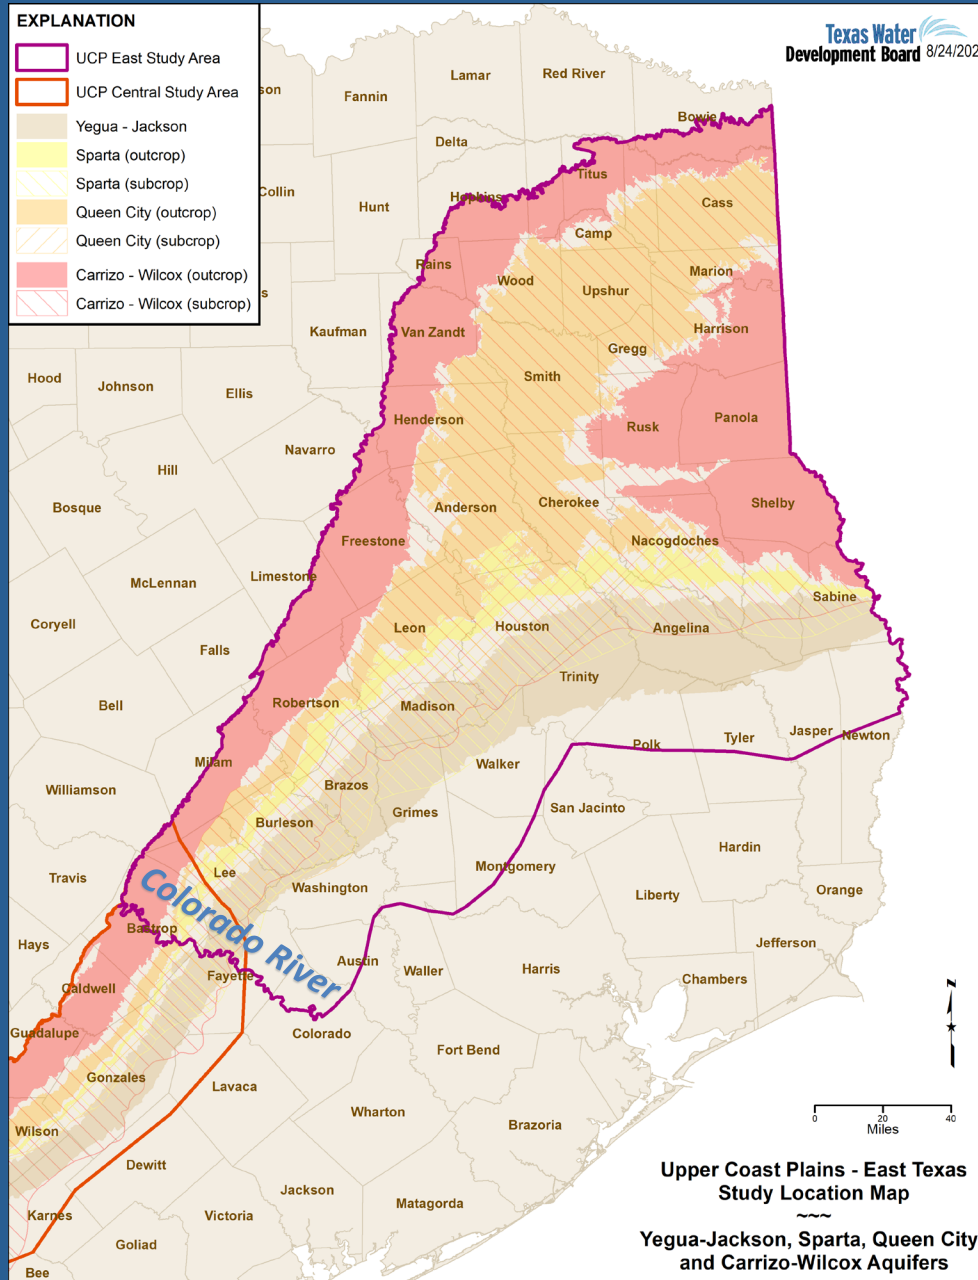 EXPLANATION
UCP East Study Area
UCP Central Study Area
Yegua - Jackson
Sparta (outcrop)
Sparta (subcrop)
Queen City (outcrop)
Queen City (subcrop)
Carrizo - Wilcox (outcrop)
Carrizo - Wilcox (subcrop)
Texas Water
Development Board 8/24/202
Lamar
Red River
Fannin
son
Bowie
Delta
Titus
Collin
Hopkins
Hunt
Cass
Camp
Rains
Marion
Wood
Upshur
s
Kaufman
Van Zandt
Harrison
Gregg
Hood
Johnson
Ellis
Smith
Henderson
Rusk
Panola
Navarro
Hill
Bosque
Anderson
Cherokee
Shelby
Freestone
Nacogdoches
McLennan
Limestone
Sabine
Coryell
Leon
Houston
Angelina
Falls
Trinity
Bell
Robertson
Madison
Polk
Tyler
Jasper
Newton
Milam
Walker
Williamson
Brazos
Grimes
San Jacinto
Burleson
Hardin
Travis
Lee
Montgomery
Washington
Liberty
Orange
Colorado River
Bastrop
Hays
Jefferson
Austin
Waller
Harris
Fayette
Chambers
Caldwell
Guadalupe
Colorado
Fort Bend
Gonzales
Lavaca
Wharton
Brazoria
Wilson
Dewitt
Jackson
Matagorda
Karnes
Victoria
Goliad
Bee
N
0 20 40
Miles
Upper Coast Plains - East Texas
Study Location Map
~~~
Yegua-Jackson, Sparta, Queen City
and Carrizo-Wilcox Aquifers